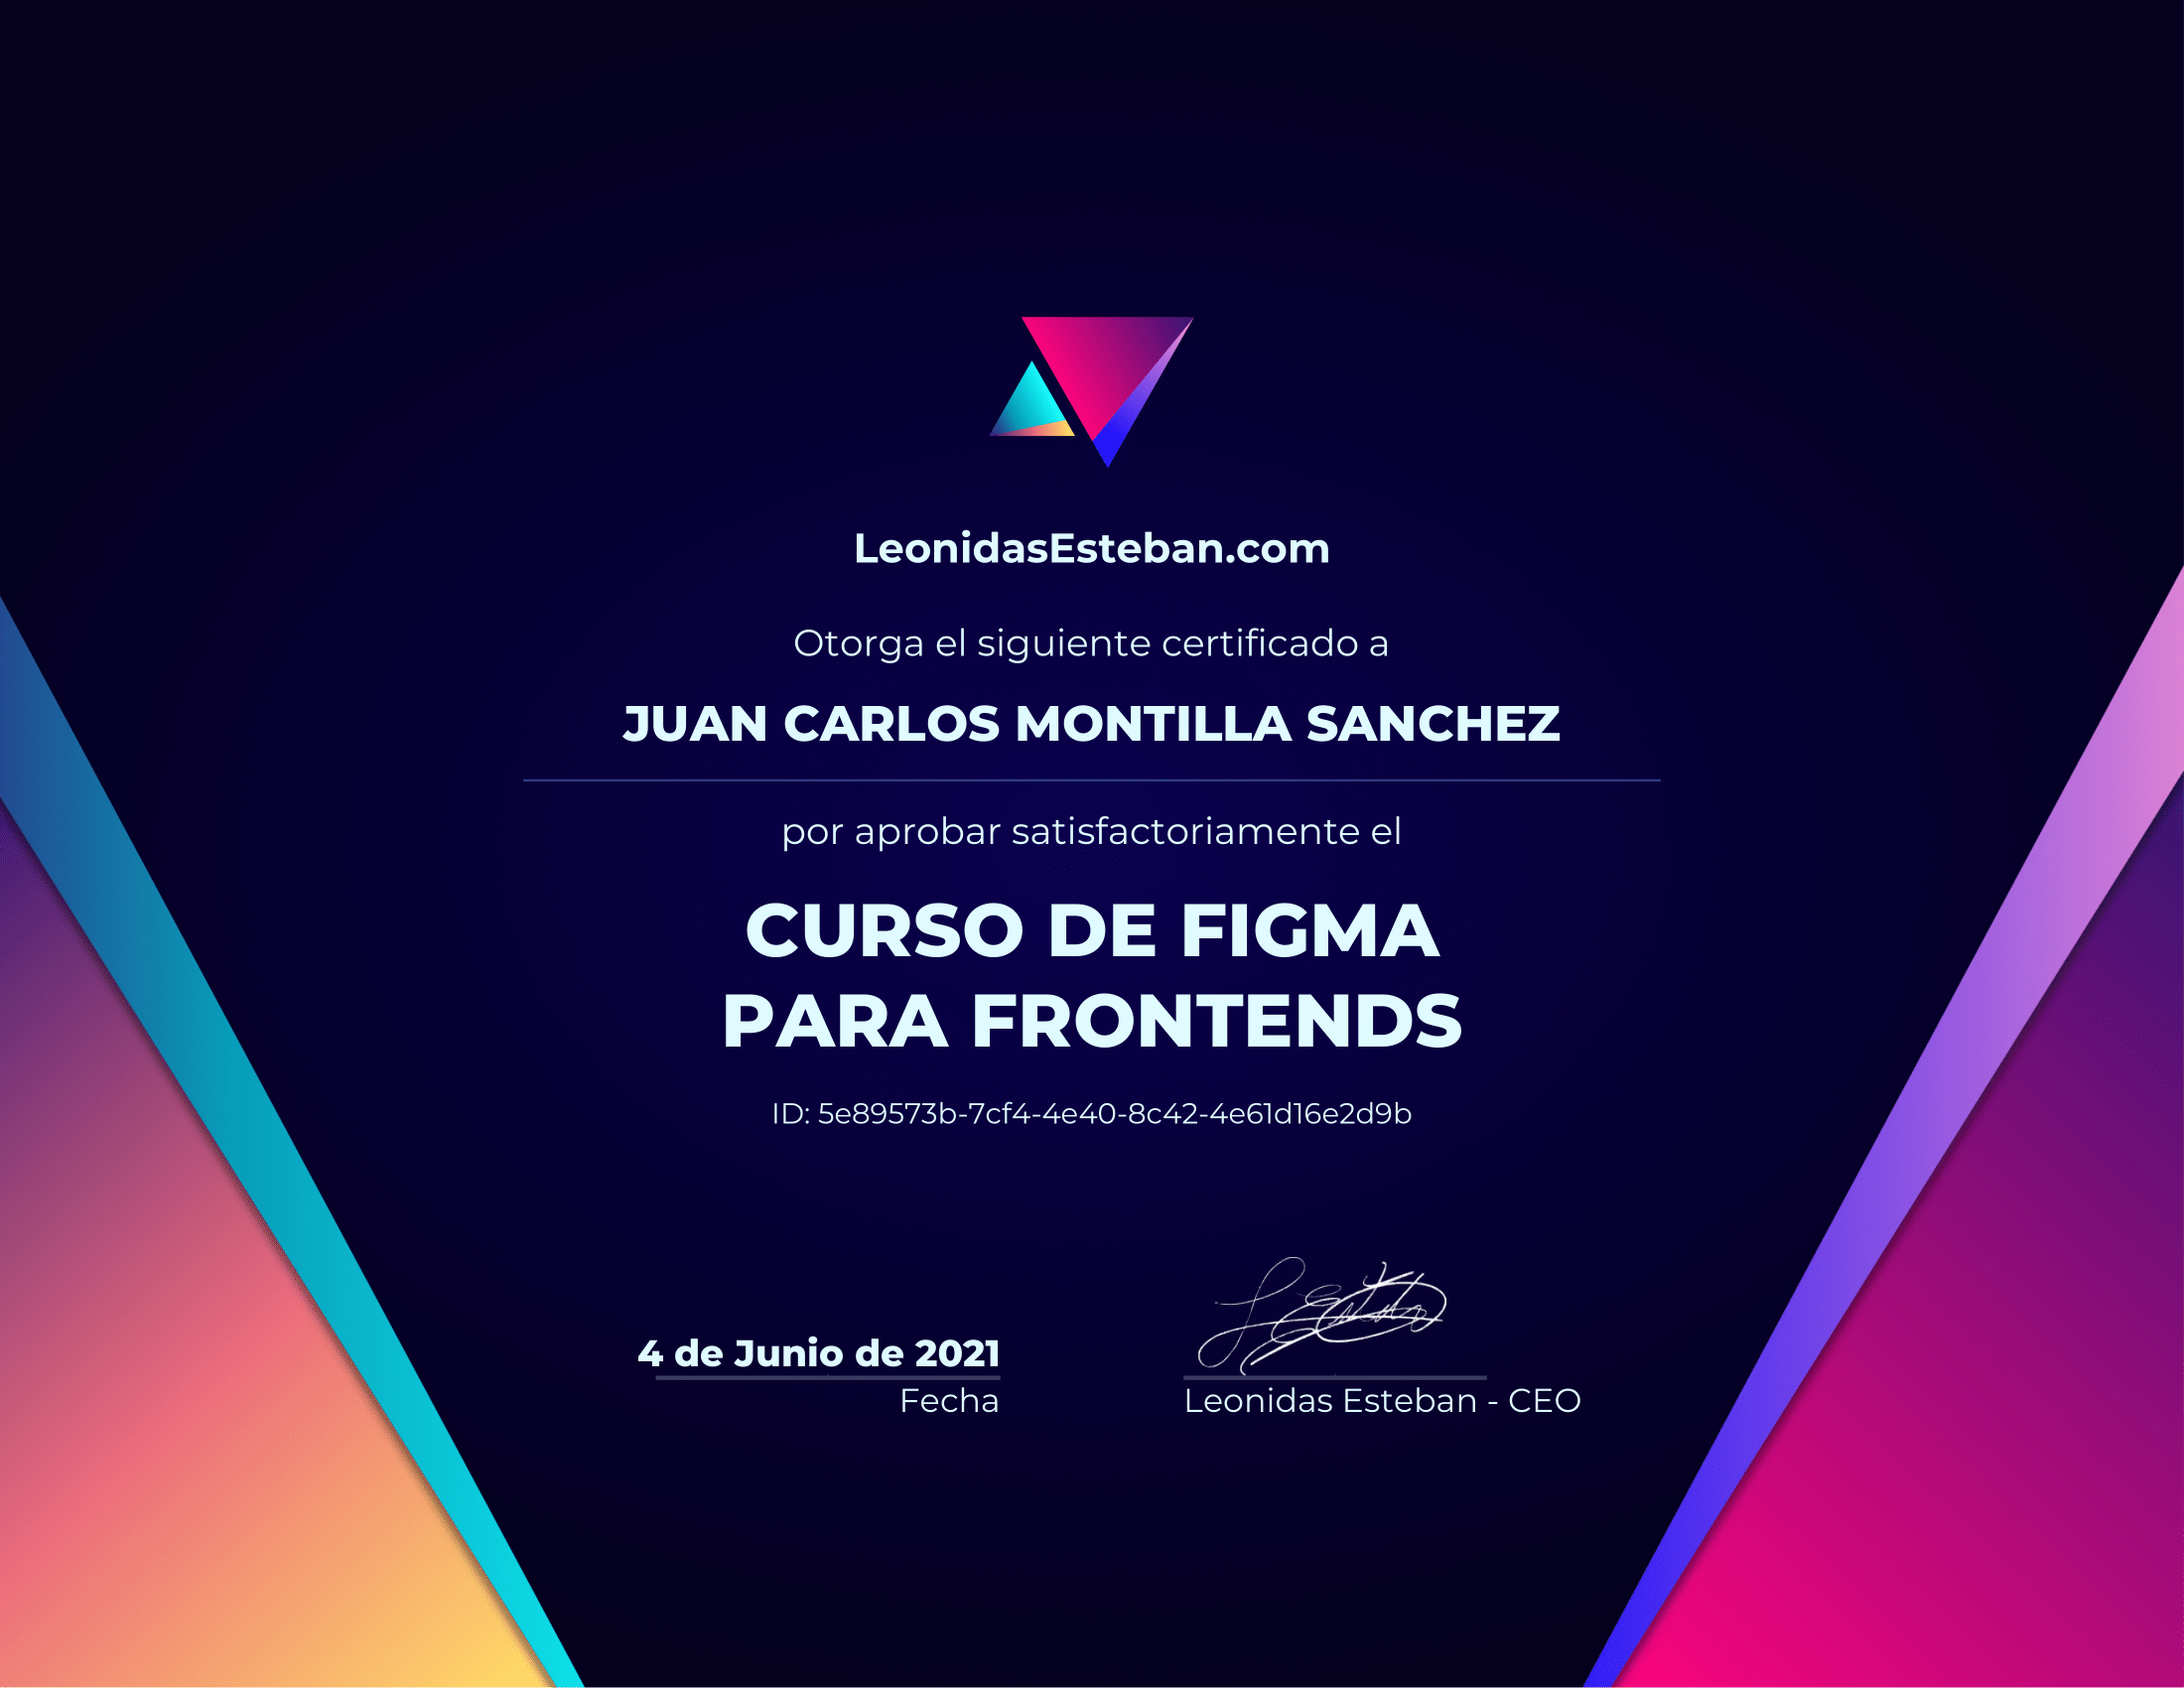 LeonidasEsteban.com
Otorga el siguiente certificado a
JUAN CARLOS MONTILLA SANCHEZ
por aprobar satisfactoriamente el
CURSO DE FIGMA
PARA FRONTENDS
ID: 5e89573b-7cf4-4e40-8c42-4e61d16e2d9b
4 de Junio de 2021
Fecha
Leonidas Esteban - CEO